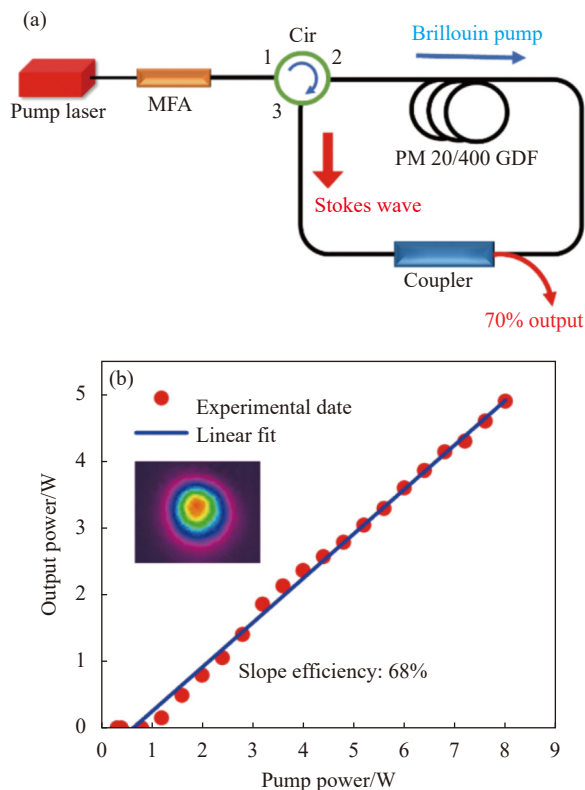 (a)
Cir
Brillouin pump
1
2
3
Pump laser
MFA
PM 20/400 GDF
Stokes wave
Coupler
70% output
(b)
Experimental date
Linear fit
Slope efficiency: 68%
Output power/W
5
4
3
2
1
0
0 1 2 3 4 5 6 7 8 9
Pump power/W